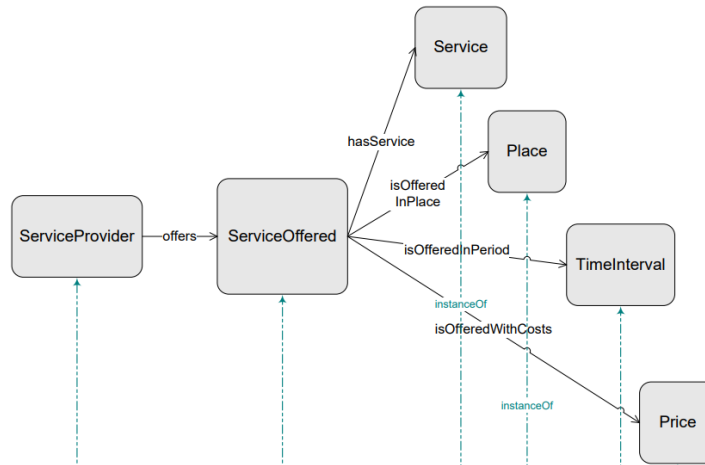 Service
hasService
Place
isOffered
InPlace
ServiceProvider
offers
ServiceOffered
isOfferedInPeriod
TimeInterval
instanceOf
isOfferedWithCosts
instanceOf
Price